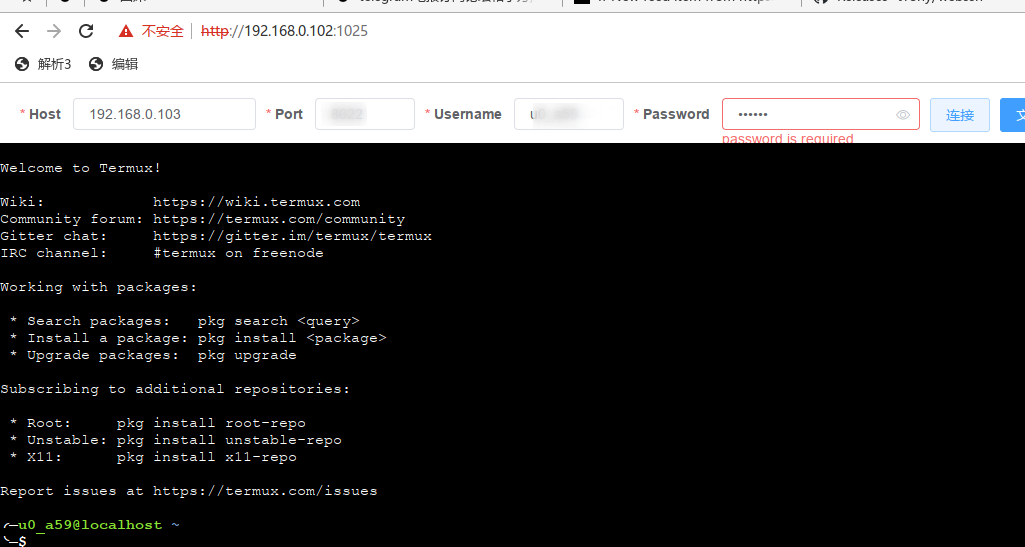 不安全 http://192.168.0.102:1025
解析3 编辑
* Host 192.168.0.103 * Port * Username * Password •••••• 连接
password is required
Welcome to Termux!
Wiki: https://wiki.termux.com
Community forum: https://termux.com/community
Gitter chat: https://gitter.im/termux/termux
IRC channel: #termux on freenode
Working with packages:
* Search packages: pkg search <query>
* Install a package: pkg install <package>
* Upgrade packages: pkg upgrade
Subscribing to additional repositories:
* Root: pkg install root-repo
* Unstable: pkg install unstable-repo
* X11: pkg install x11-repo
Report issues at https://termux.com/issues
╭─u0_a59@localhost ~
╰─$